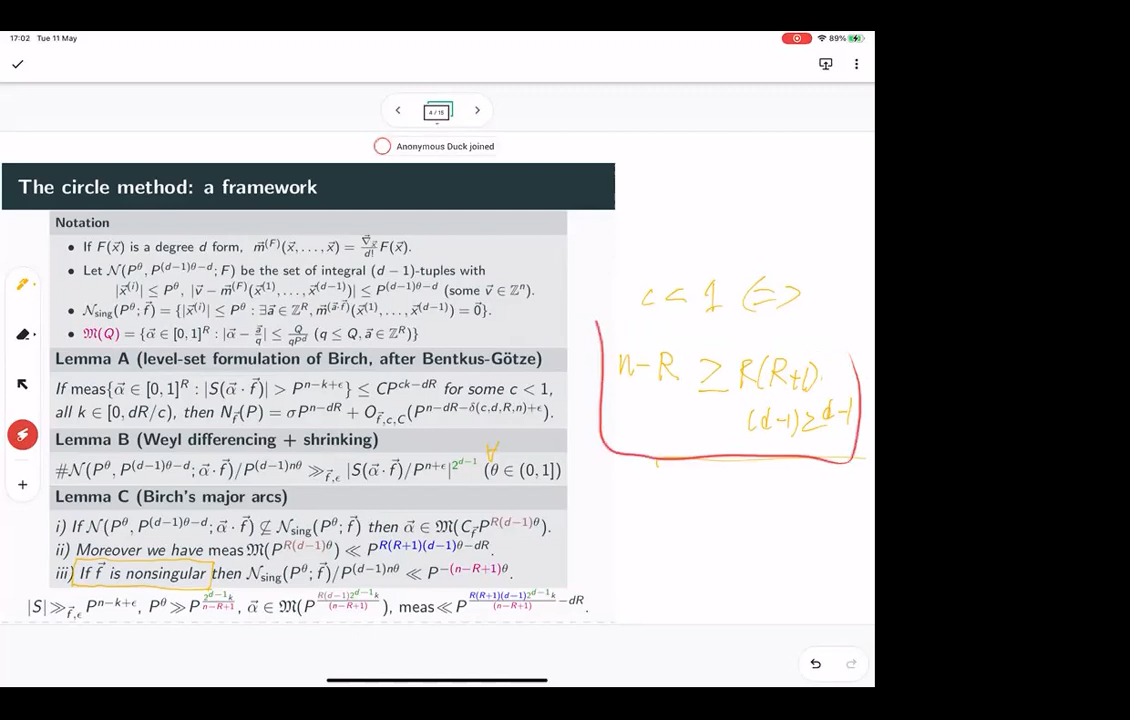 17:02 Tue 11 May
89%
4 / 15
Anonymous Duck joined
The circle method: a framework
Notation
• If F(x⃗) is a degree d form, m⃗^(F)(x⃗, …, x⃗) = ∇⃗_x⃗/d! F(x⃗).
• Let 𝒩(P^θ, P^((d−1)θ−d); F) be the set of integral (d − 1)-tuples with
|x⃗^(i)| ≤ P^θ, |v⃗ − m⃗^(F)(x⃗^(1), …, x⃗^(d−1))| ≤ P^((d−1)θ−d) (some v⃗ ∈ ℤ^n).
• 𝒩_sing(P^θ; f⃗) = {|x⃗^(i)| ≤ P^θ : ∃a⃗ ∈ ℤ^R, m⃗^(a⃗·f⃗)(x⃗^(1), …, x⃗^(d−1)) = 0⃗}.
• 𝔐(Q) = {α⃗ ∈ [0, 1]^R : |α⃗ − a⃗/q| ≤ Q/(qP^d) (q ≤ Q, a⃗ ∈ ℤ^R)}
Lemma A (level-set formulation of Birch, after Bentkus-Götze)
If meas{α⃗ ∈ [0, 1]^R : |S(α⃗ · f⃗)| > P^(n−k+ϵ)} ≤ CP^(ck−dR) for some c < 1,
all k ∈ [0, dR/c), then N_f⃗(P) = σP^(n−dR) + O_(f⃗,c,C)(P^(n−dR−δ(c,d,R,n)+ϵ)).
Lemma B (Weyl differencing + shrinking)
∀
#𝒩(P^θ, P^((d−1)θ−d); α⃗ · f⃗)/P^((d−1)nθ) ≫_(f⃗,ϵ) |S(α⃗ · f⃗)/P^(n+ϵ)|^(2^(d−1)) (θ ∈ (0, 1])
Lemma C (Birch's major arcs)
i) If 𝒩(P^θ, P^((d−1)θ−d); α⃗ · f⃗) ⊈ 𝒩_sing(P^θ; f⃗) then α⃗ ∈ 𝔐(C_f⃗ P^(R(d−1)θ)).
ii) Moreover we have meas 𝔐(P^(R(d−1)θ)) ≪ P^(R(R+1)(d−1)θ−dR).
iii) If f⃗ is nonsingular then 𝒩_sing(P^θ; f⃗)/P^((d−1)nθ) ≪ P^(−(n−R+1)θ).
|S| ≫_(f⃗,ϵ) P^(n−k+ϵ), P^θ ≫ P^(2^(d−1)k/(n−R+1)), α⃗ ∈ 𝔐(P^(R(d−1)2^(d−1)k/(n−R+1))), meas ≪ P^(R(R+1)(d−1)2^(d−1)k/(n−R+1) − dR).
c < 1 ⇔
n−R ≥ R(R+1).
(d−1)2^(d−1)